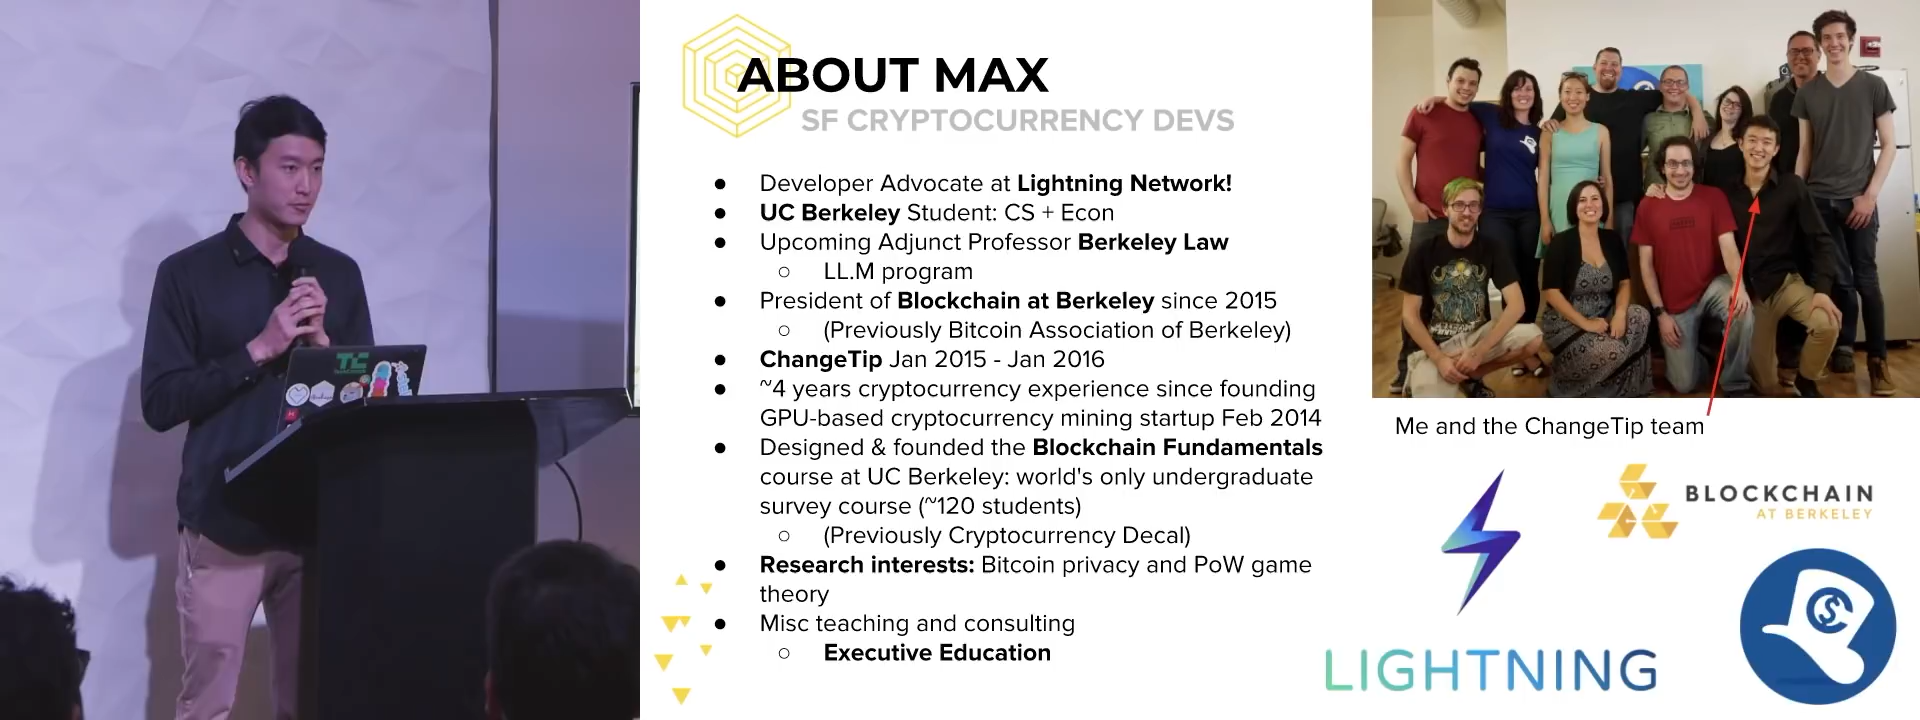 ABOUT MAX
SF CRYPTOCURRENCY DEVS
● Developer Advocate at Lightning Network!
● UC Berkeley Student: CS + Econ
● Upcoming Adjunct Professor Berkeley Law
○ LL.M program
● President of Blockchain at Berkeley since 2015
○ (Previously Bitcoin Association of Berkeley)
● ChangeTip Jan 2015 - Jan 2016
● ~4 years cryptocurrency experience since founding
GPU-based cryptocurrency mining startup Feb 2014
● Designed & founded the Blockchain Fundamentals
course at UC Berkeley: world's only undergraduate
survey course (~120 students)
○ (Previously Cryptocurrency Decal)
● Research interests: Bitcoin privacy and PoW game
theory
● Misc teaching and consulting
○ Executive Education
Me and the ChangeTip team
BLOCKCHAIN
AT BERKELEY
LIGHTNING
TC